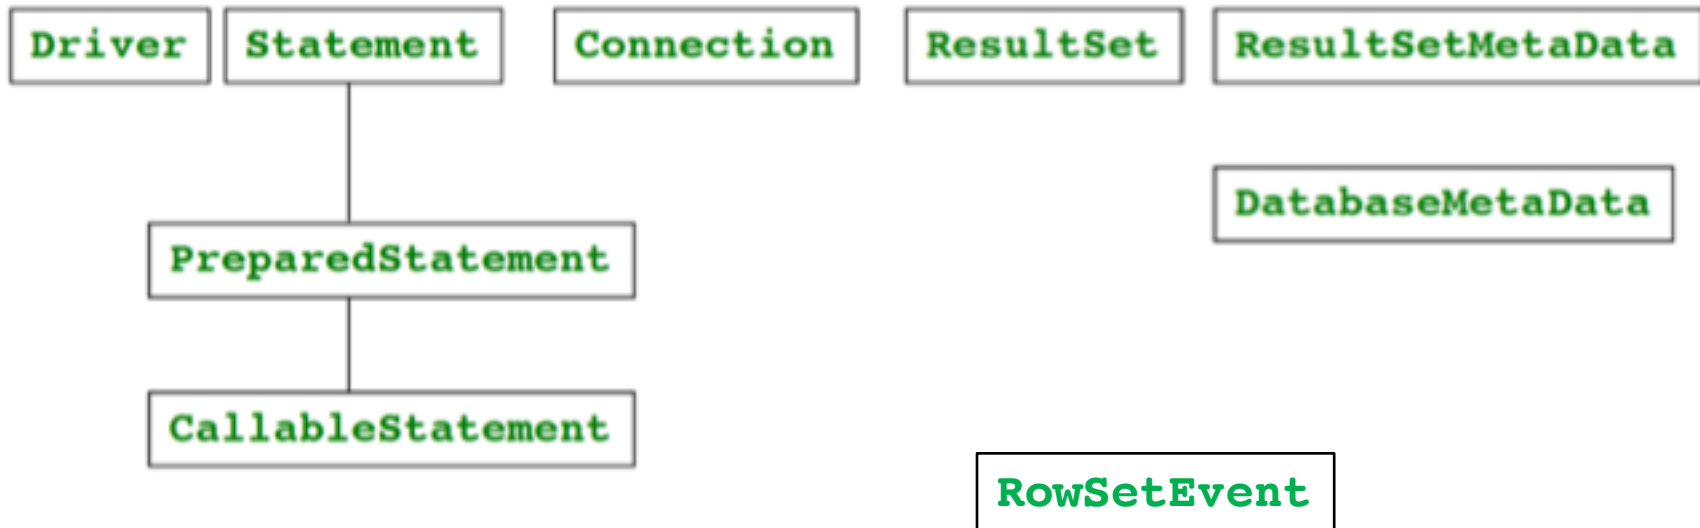 Driver
Statement
Connection
ResultSet
ResultSetMetaData
DatabaseMetaData
PreparedStatement
CallableStatement
RowSetEvent